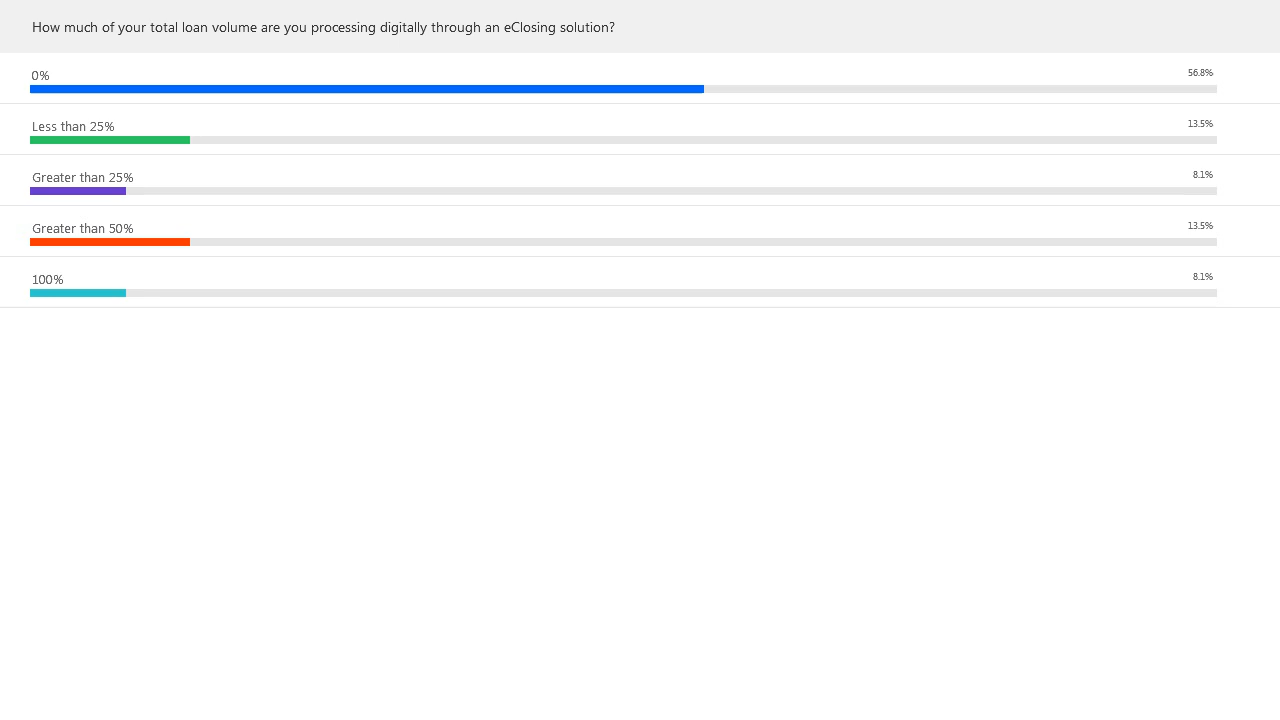 How much of your total loan volume are you processing digitally through an eClosing solution?
0%
56.8%
Less than 25%
13.5%
Greater than 25%
8.1%
Greater than 50%
13.5%
100%
8.1%